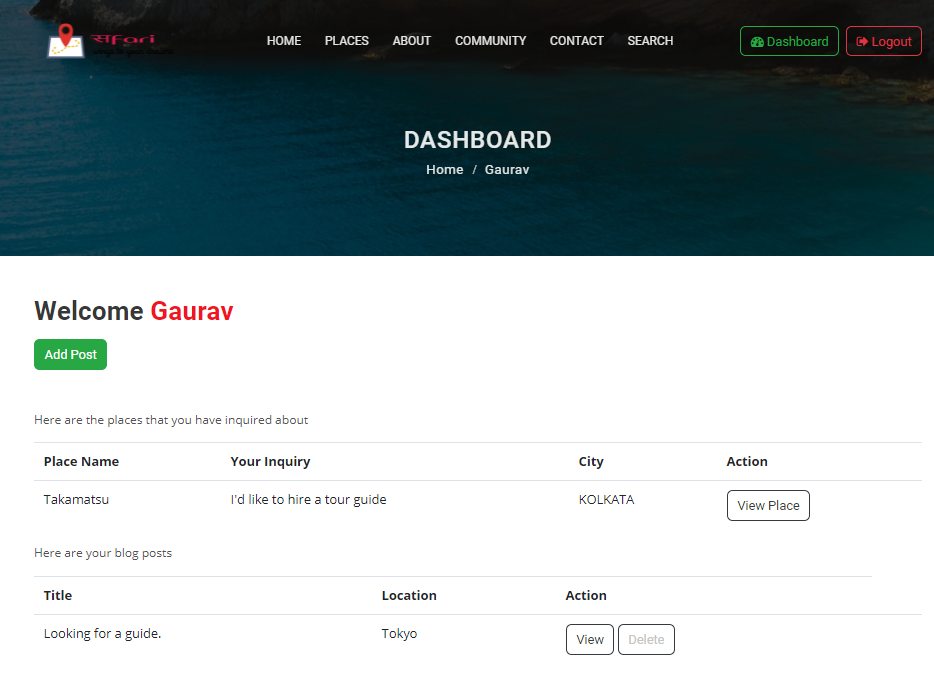 सfari
HOME PLACES ABOUT COMMUNITY CONTACT SEARCH Dashboard Logout
DASHBOARD
Home / Gaurav
Welcome Gaurav
Add Post
Here are the places that you have inquired about
Place Name Your Inquiry City Action
Takamatsu I'd like to hire a tour guide KOLKATA View Place
Here are your blog posts
Title Location Action
Looking for a guide. Tokyo View Delete